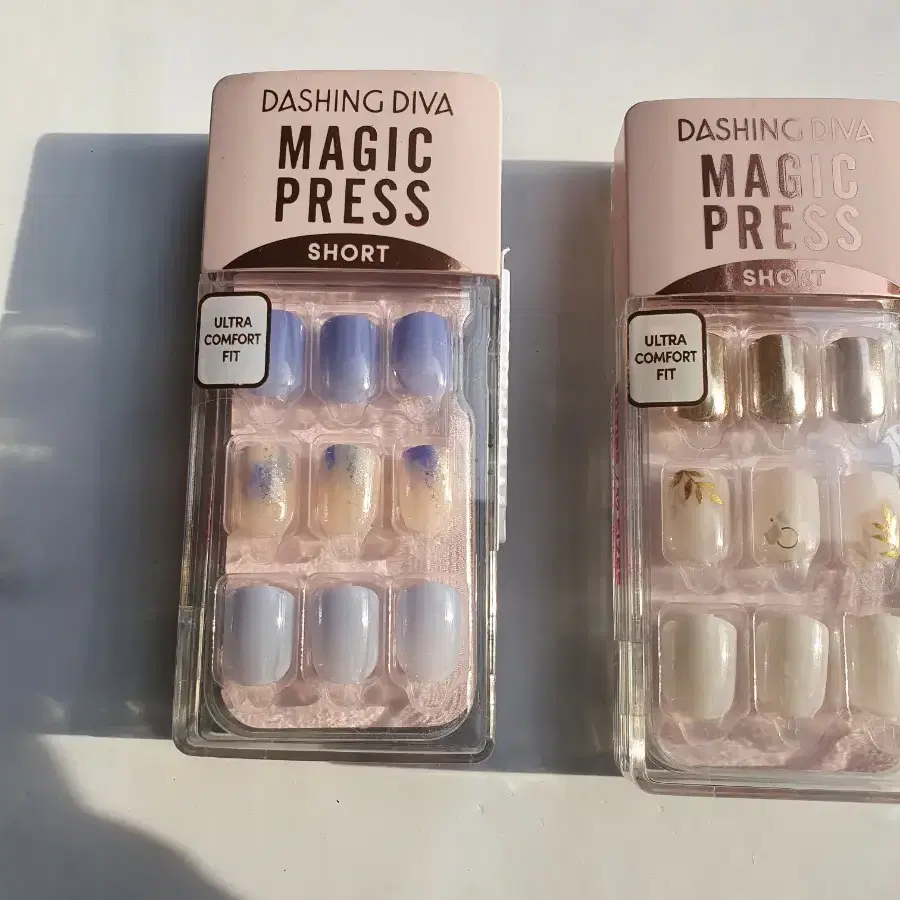 DASHING DIVA
MAGIC
PRESS
SHORT
ULTRA
COMFORT
FIT
DASHING DIVA
MAGIC
PRESS
SHORT
ULTRA
COMFORT
FIT